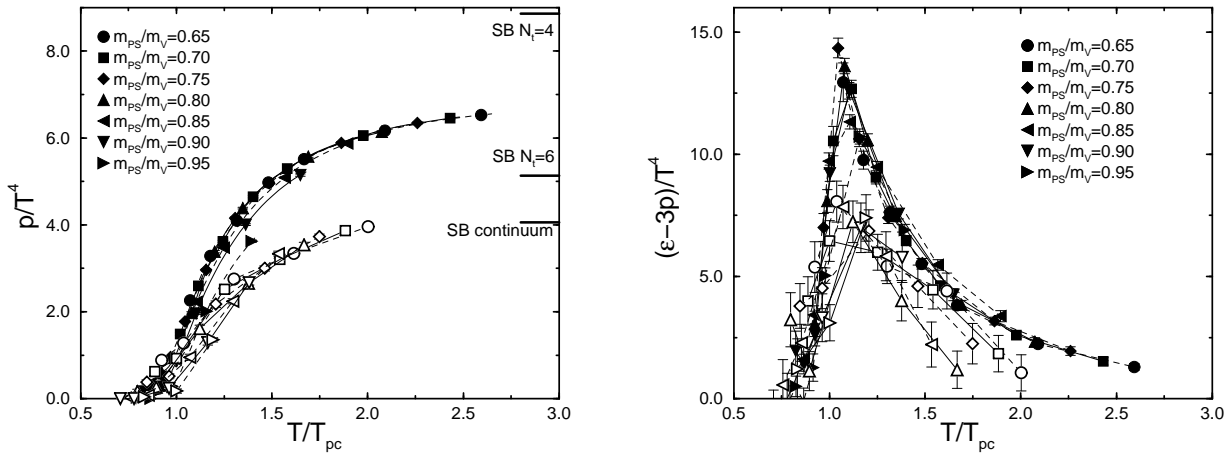 8.0
6.0
4.0
2.0
0.0
p/T⁴
0.5 1.0 1.5 2.0 2.5 3.0
T/T_pc
m_PS/m_V=0.65
m_PS/m_V=0.70
m_PS/m_V=0.75
m_PS/m_V=0.80
m_PS/m_V=0.85
m_PS/m_V=0.90
m_PS/m_V=0.95
SB N_t=4
SB N_t=6
SB continuum
15.0
10.0
5.0
0.0
(ε−3p)/T⁴
0.5 1.0 1.5 2.0 2.5 3.0
T/T_pc
m_PS/m_V=0.65
m_PS/m_V=0.70
m_PS/m_V=0.75
m_PS/m_V=0.80
m_PS/m_V=0.85
m_PS/m_V=0.90
m_PS/m_V=0.95